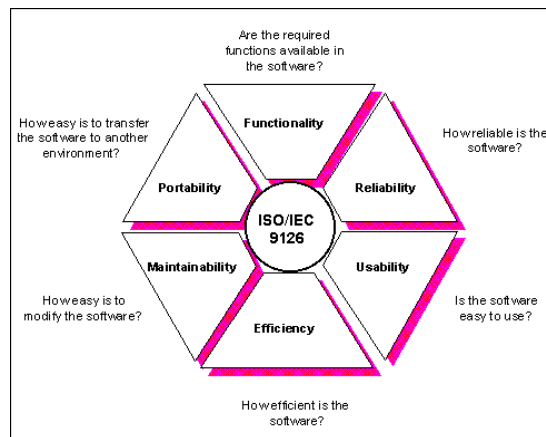 Are the required
functions available in
the software?
Functionality
How easy is to transfer
the software to another
environment?
Portability
How reliable is the
software?
Reliability
ISO/IEC
9126
Maintainability
How easy is to
modify the software?
Usability
Is the software
easy to use?
Efficiency
How efficient is the
software?